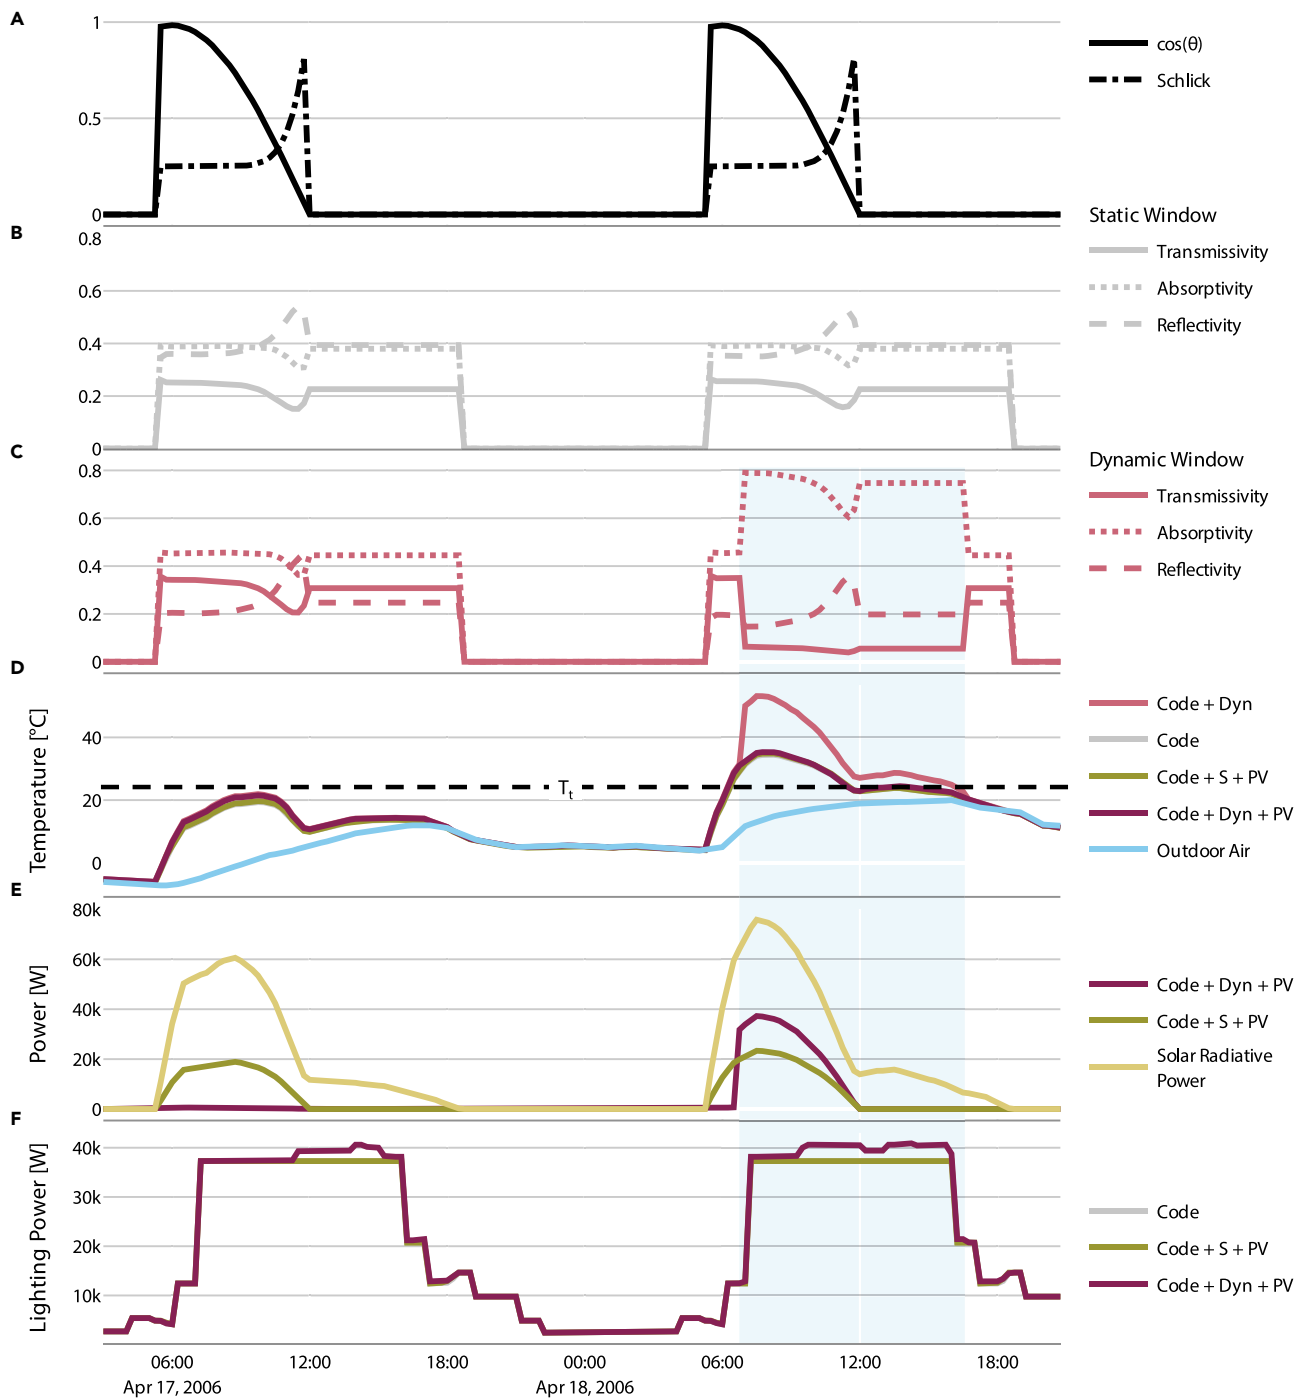 A
1
0.5
0
cos(θ)
Schlick
B
0.8
0.6
0.4
0.2
0
Static Window
Transmissivity
Absorptivity
Reflectivity
C
0.8
0.6
0.4
0.2
0
Dynamic Window
Transmissivity
Absorptivity
Reflectivity
D
Temperature [°C]
40
20
0
Tt
Code + Dyn
Code
Code + S + PV
Code + Dyn + PV
Outdoor Air
E
Power [W]
80k
60k
40k
20k
0
Code + Dyn + PV
Code + S + PV
Solar Radiative
Power
F
Lighting Power [W]
40k
30k
20k
10k
Code
Code + S + PV
Code + Dyn + PV
06:00 12:00 18:00 00:00 06:00 12:00 18:00
Apr 17, 2006 Apr 18, 2006